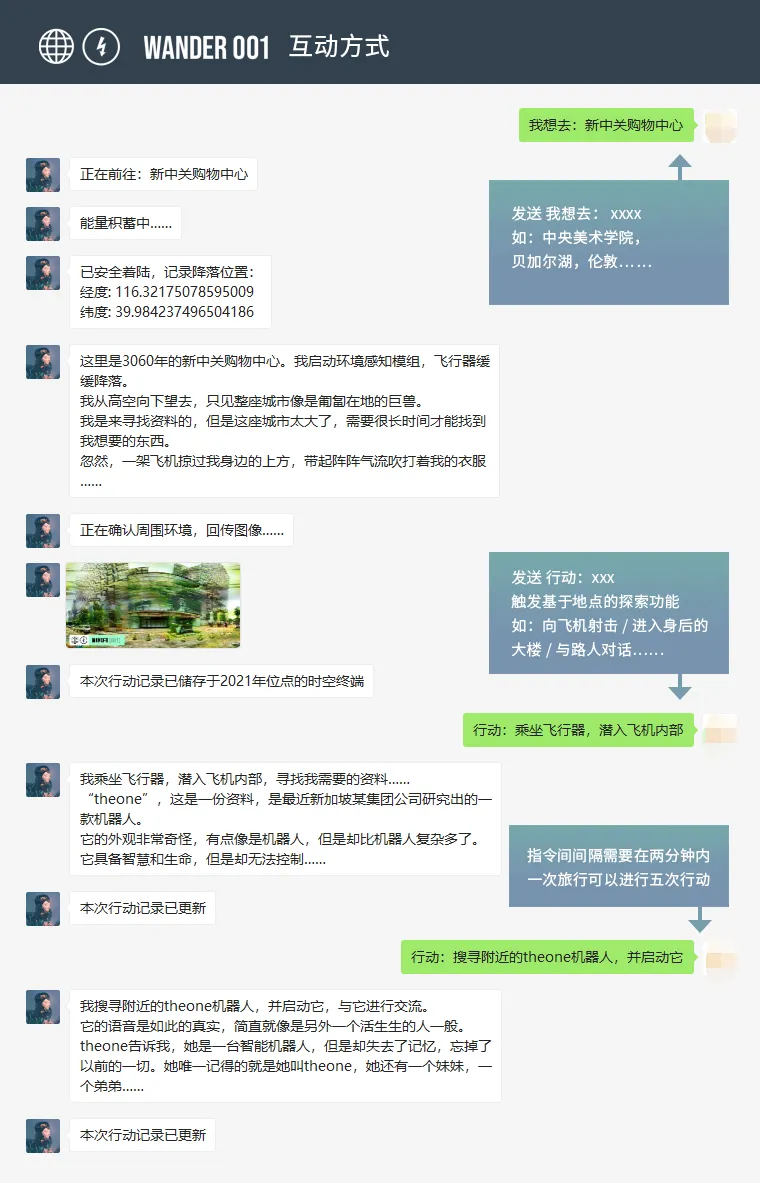 WANDER 001 互动方式
我想去：新中关购物中心
正在前往：新中关购物中心
发送 我想去： xxxx
如：中央美术学院，
贝加尔湖，伦敦……
能量积蓄中……
已安全着陆，记录降落位置：
经度: 116.32175078595009
纬度: 39.984237496504186
这里是3060年的新中关购物中心。我启动环境感知模组，飞行器缓
缓降落。
我从高空向下望去，只见整座城市像是匍匐在地的巨兽。
我是来寻找资料的，但是这座城市太大了，需要很长时间才能找到
我想要的东西。
忽然，一架飞机掠过我身边的上方，带起阵阵气流吹打着我的衣服
……
正在确认周围环境，回传图像……
发送 行动：xxx
触发基于地点的探索功能
如：向飞机射击 / 进入身后的
大楼 / 与路人对话……
本次行动记录已储存于2021年位点的时空终端
行动：乘坐飞行器，潜入飞机内部
我乘坐飞行器，潜入飞机内部，寻找我需要的资料……
“theone”，这是一份资料，是最近新加坡某集团公司研究出的一
款机器人。
它的外观非常奇怪，有点像是机器人，但是却比机器人复杂多了。
它具备智慧和生命，但是却无法控制……
指令间间隔需要在两分钟内
一次旅行可以进行五次行动
本次行动记录已更新
行动：搜寻附近的theone机器人，并启动它
我搜寻附近的theone机器人，并启动它，与它进行交流。
它的语音是如此的真实，简直就像是另外一个活生生的人一般。
theone告诉我，她是一台智能机器人，但是却失去了记忆，忘掉了
以前的一切。她唯一记得的就是她叫theone，她还有一个妹妹，一
个弟弟……
本次行动记录已更新